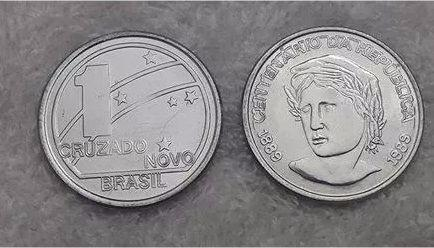 1
CRUZADO NOVO
BRASIL
CENTENÁRIO DA REPÚBLICA
1889
1989